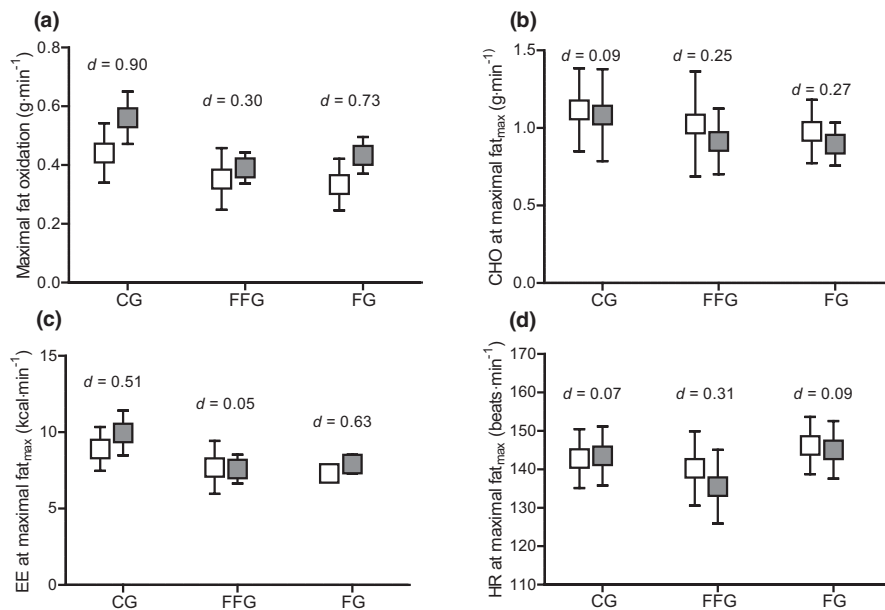 (a)
Maximal fat oxidation (g·min⁻¹)
0.8
0.6
0.4
0.2
0.0
d = 0.90
d = 0.30
d = 0.73
CG
FFG
FG
(b)
CHO at maximal fatₘₐₓ (g·min⁻¹)
1.5
1.0
0.5
0.0
d = 0.09
d = 0.25
d = 0.27
CG
FFG
FG
(c)
EE at maximal fatₘₐₓ (kcal·min⁻¹)
15
10
5
0
d = 0.51
d = 0.05
d = 0.63
CG
FFG
FG
(d)
HR at maximal fatₘₐₓ (beats·min⁻¹)
170
160
150
140
130
120
110
d = 0.07
d = 0.31
d = 0.09
CG
FFG
FG